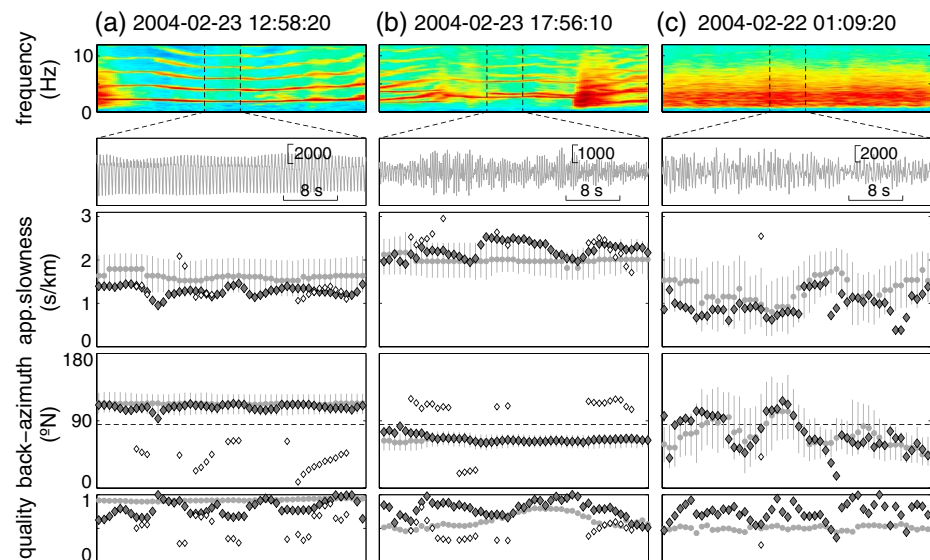 (a) 2004-02-23 12:58:20
(b) 2004-02-23 17:56:10
(c) 2004-02-22 01:09:20
frequency
(Hz)
10
0
2000
8 s
1000
8 s
2000
8 s
app.slowness
(s/km)
3
2
1
0
back−azimuth
(ºN)
180
90
0
quality
1
0